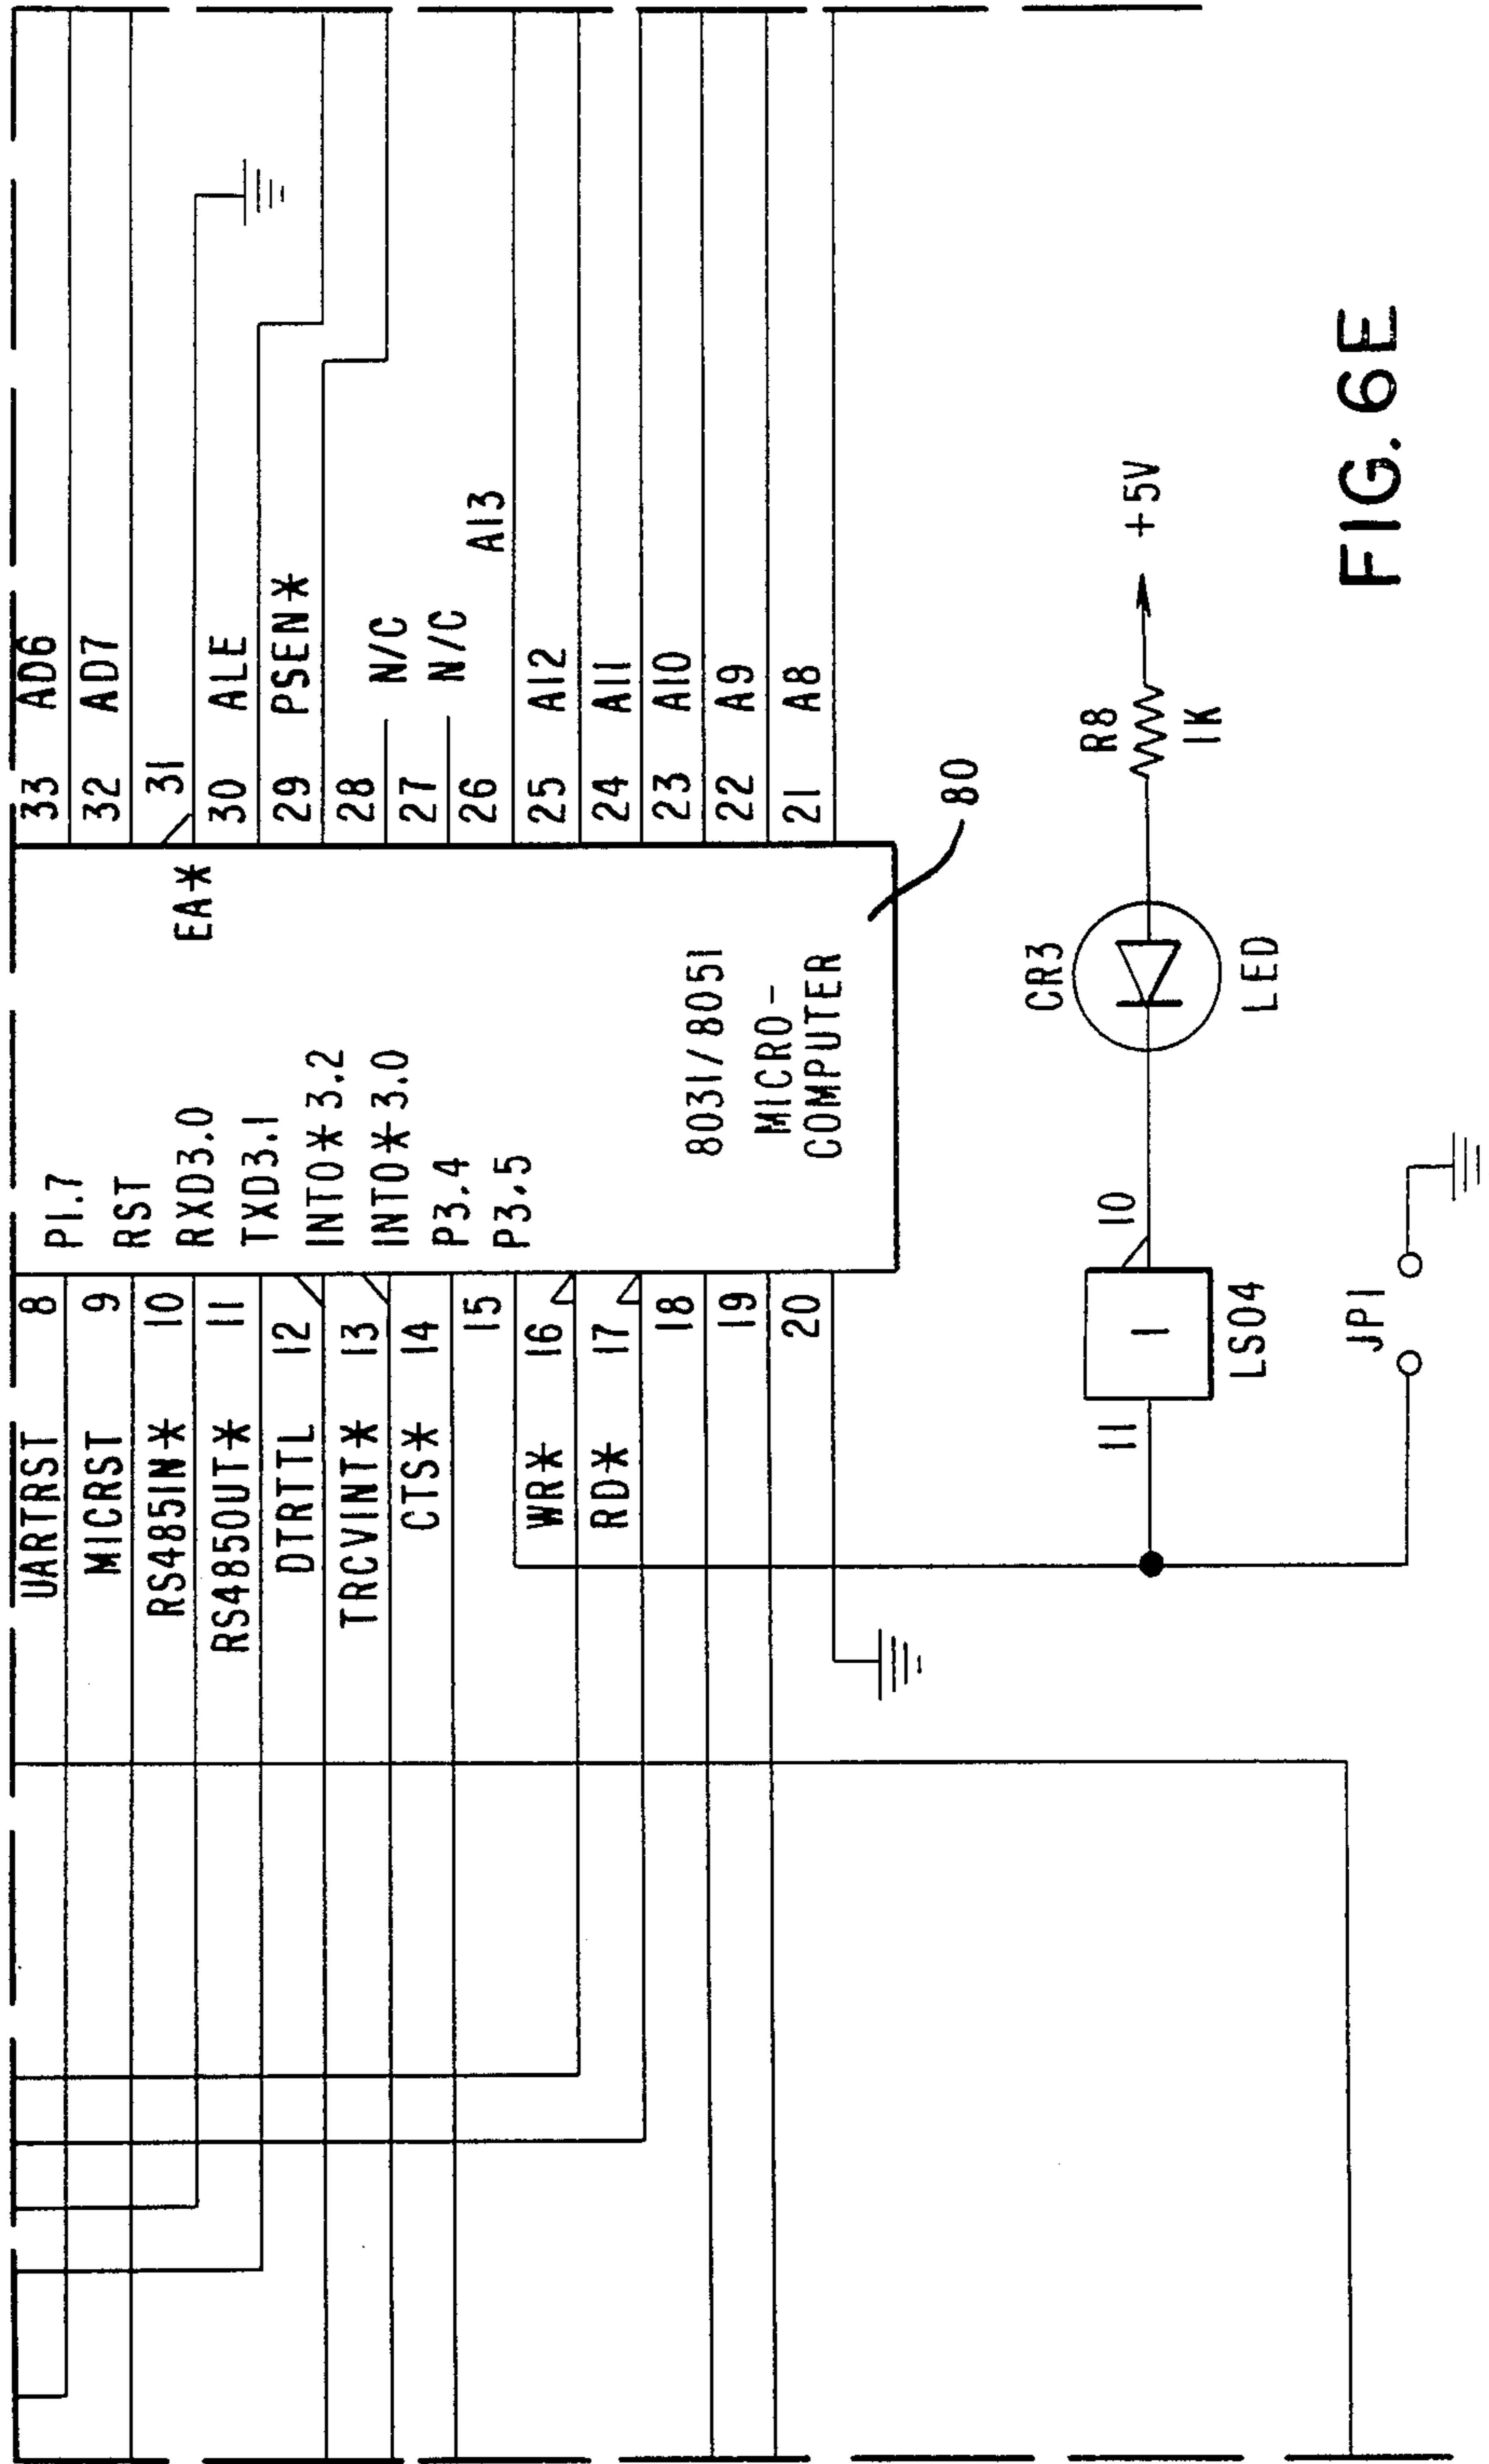 UARTRST 8 P1.7 33 AD6
MICRST 9 RST 32 AD7
RS485IN* 10 RXD3.0 EA* 31
RS485OUT* 11 TXD3.1 30 ALE
DTRTTL 12 INTO*3.2 29 PSEN*
TRCVINT* 13 INTO*3.0 28 N/C
CTS* 14 P3.4 27 N/C
15 P3.5 26 A13
WR* 16 25 A12
RD* 17 24 A11
18 8031/8051 23 A10
19 MICRO- 22 A9
20 COMPUTER 21 A8
80
CR3 R8
11 1 10 +5V
LS04 LED 1K
JP1
FIG. 6E